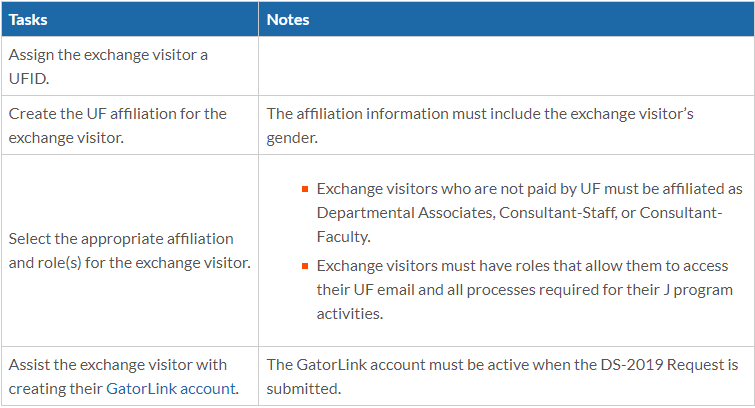 Tasks
Notes
Assign the exchange visitor a
UFID.
Create the UF affiliation for the
exchange visitor.
The affiliation information must include the exchange visitor’s
gender.
Select the appropriate affiliation
and role(s) for the exchange visitor.
Exchange visitors who are not paid by UF must be affiliated as
Departmental Associates, Consultant-Staff, or Consultant-
Faculty.
Exchange visitors must have roles that allow them to access
their UF email and all processes required for their J program
activities.
Assist the exchange visitor with
creating their GatorLink account.
The GatorLink account must be active when the DS-2019 Request is
submitted.